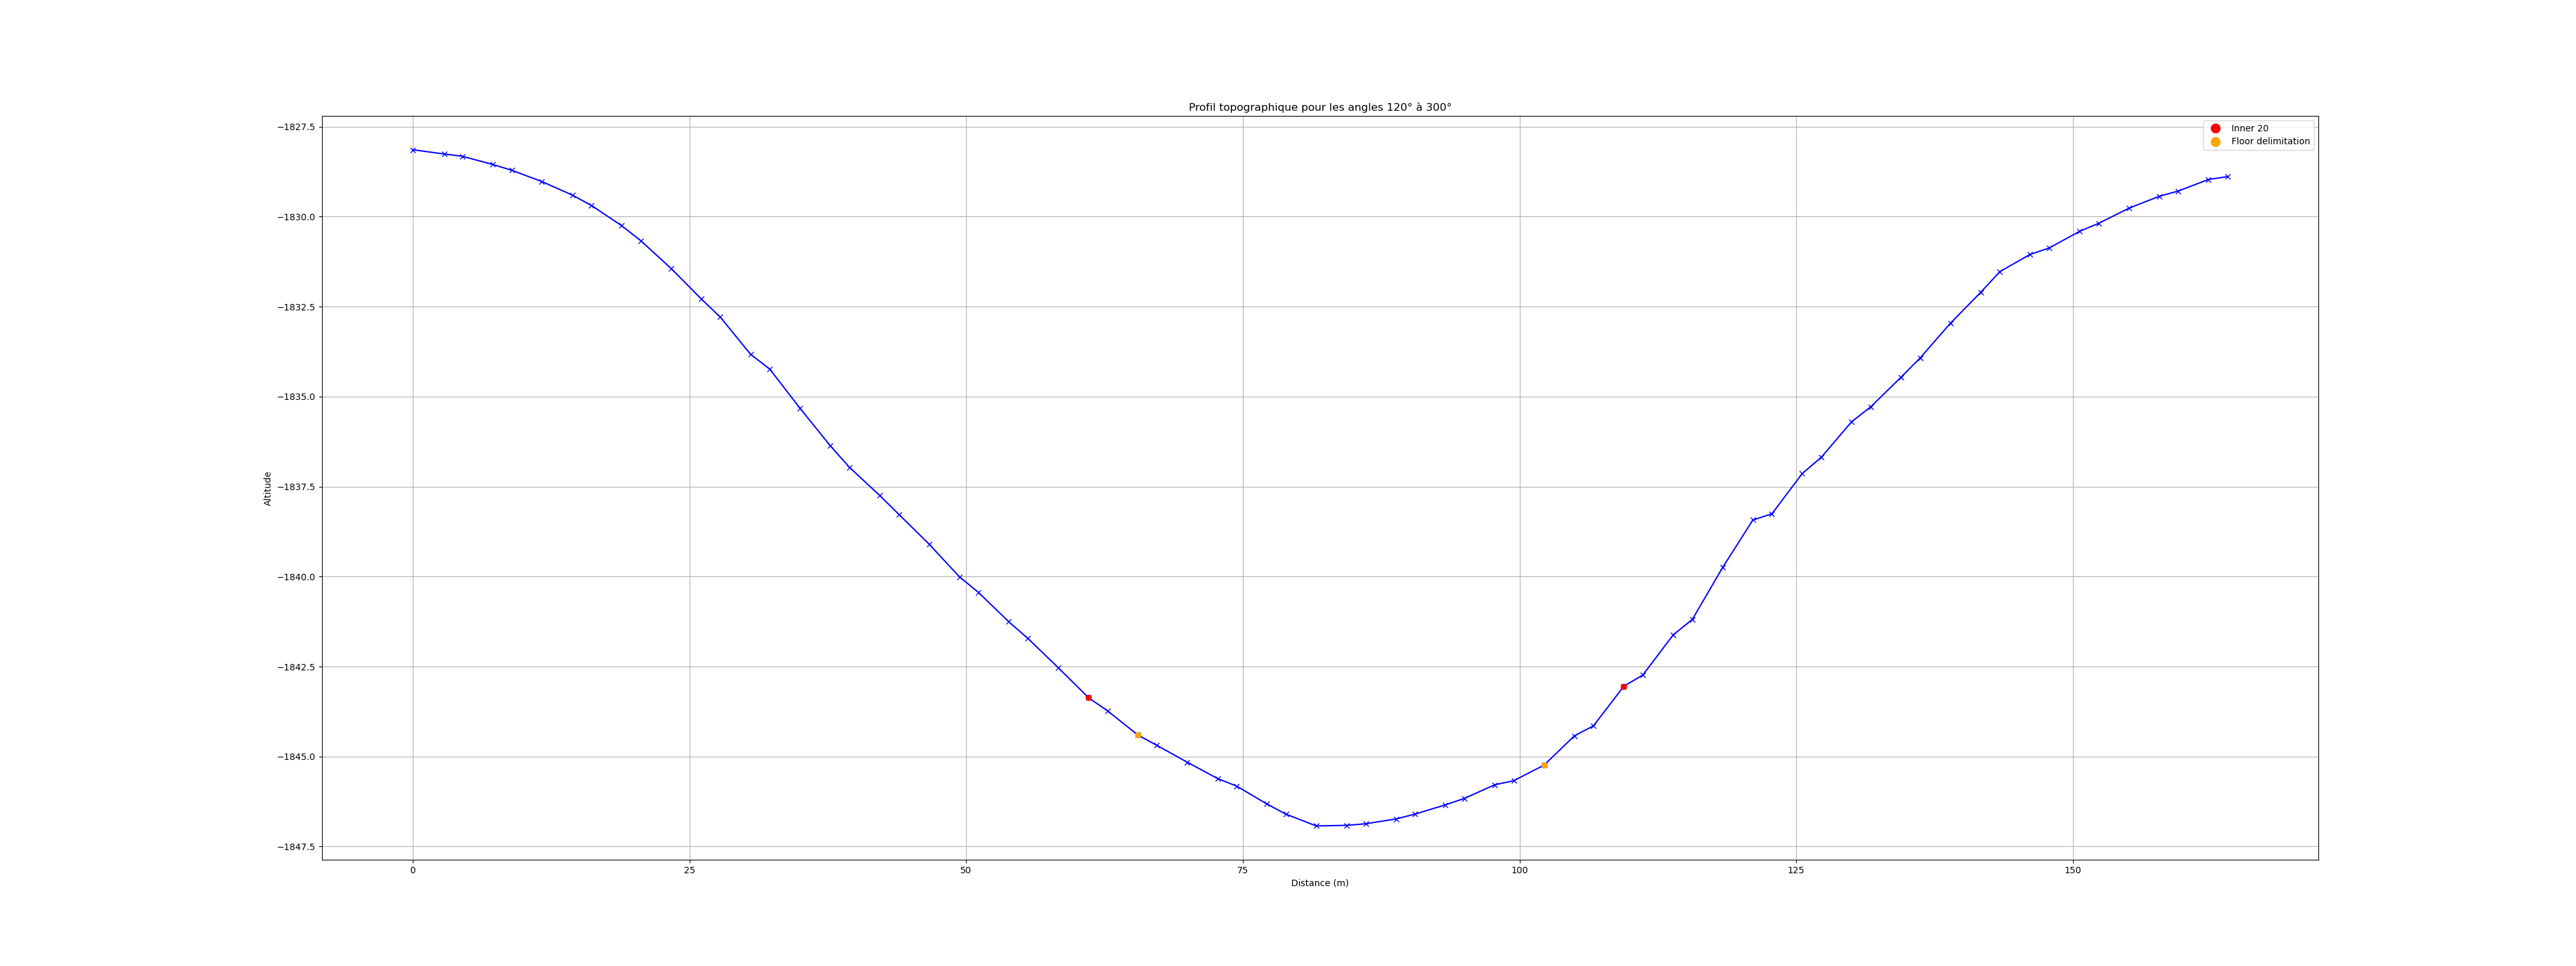 Profil topographique pour les angles 120° à 300°
Inner 20
Floor delimitation
−1827.5
−1830.0
−1832.5
−1835.0
−1837.5
−1840.0
−1842.5
−1845.0
−1847.5
Altitude
0 25 50 75 100 125 150
Distance (m)